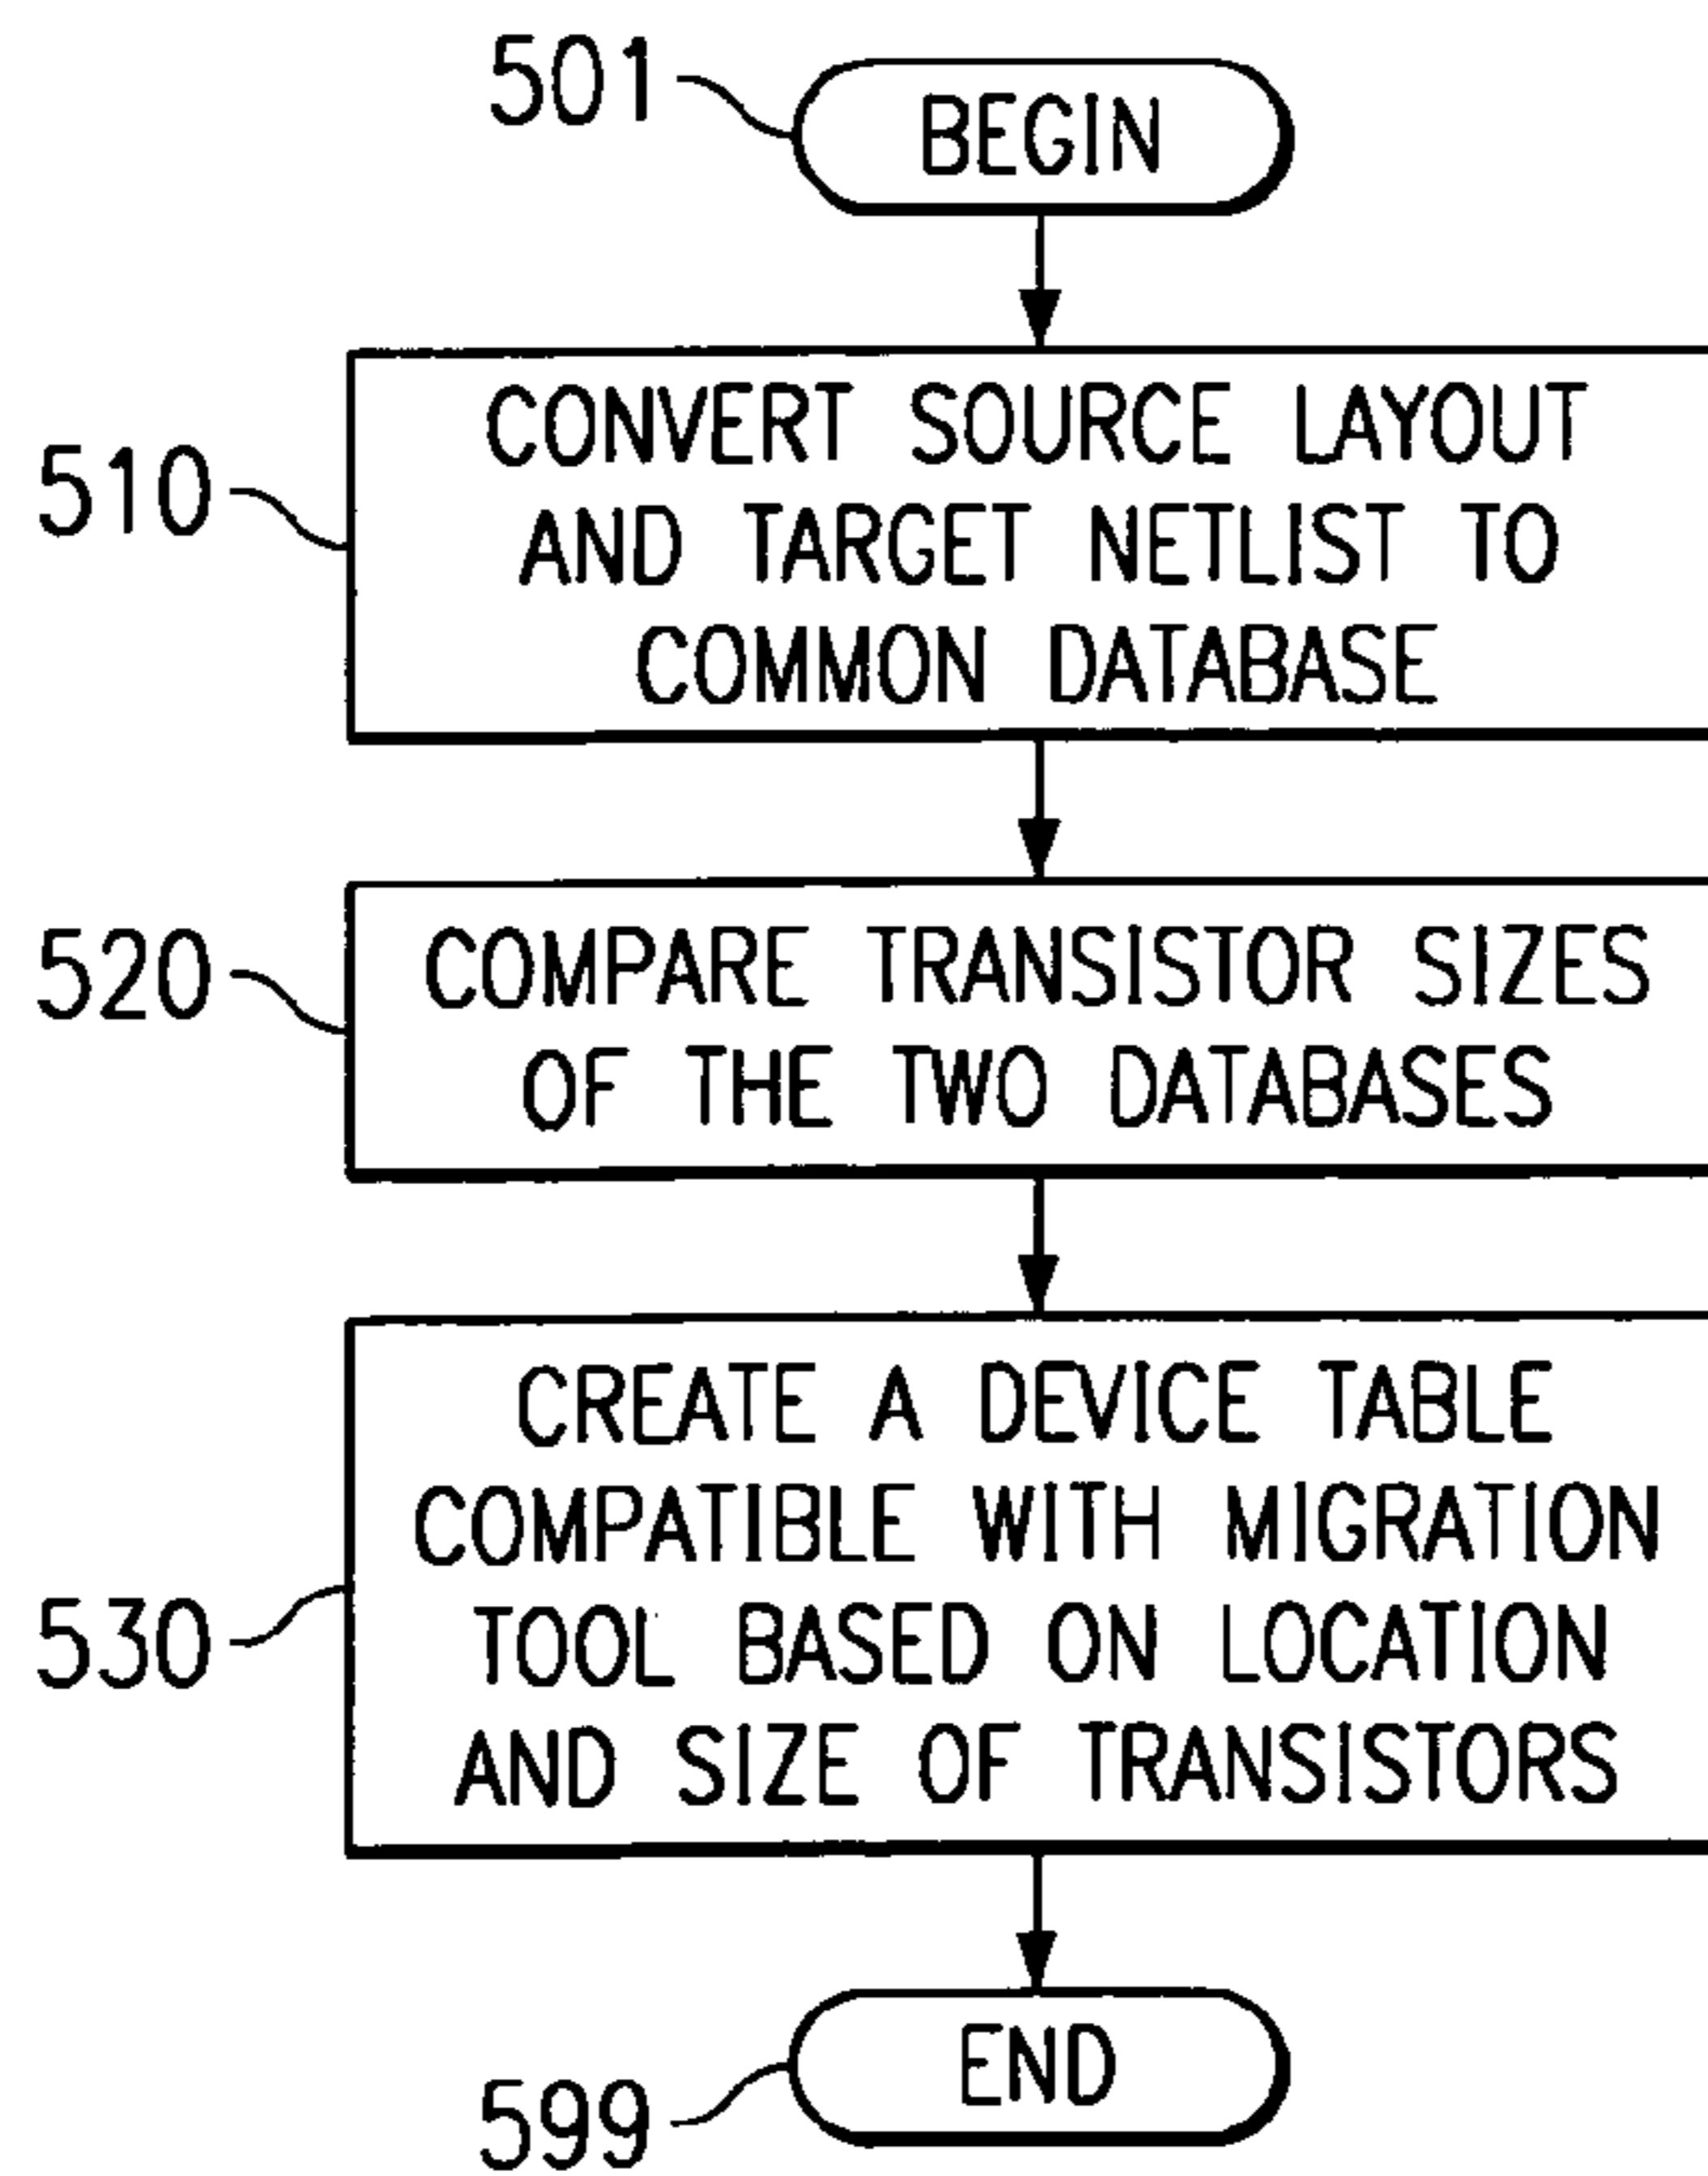 501
BEGIN
510
CONVERT SOURCE LAYOUT
AND TARGET NETLIST TO
COMMON DATABASE
520
COMPARE TRANSISTOR SIZES
OF THE TWO DATABASES
530
CREATE A DEVICE TABLE
COMPATIBLE WITH MIGRATION
TOOL BASED ON LOCATION
AND SIZE OF TRANSISTORS
599
END